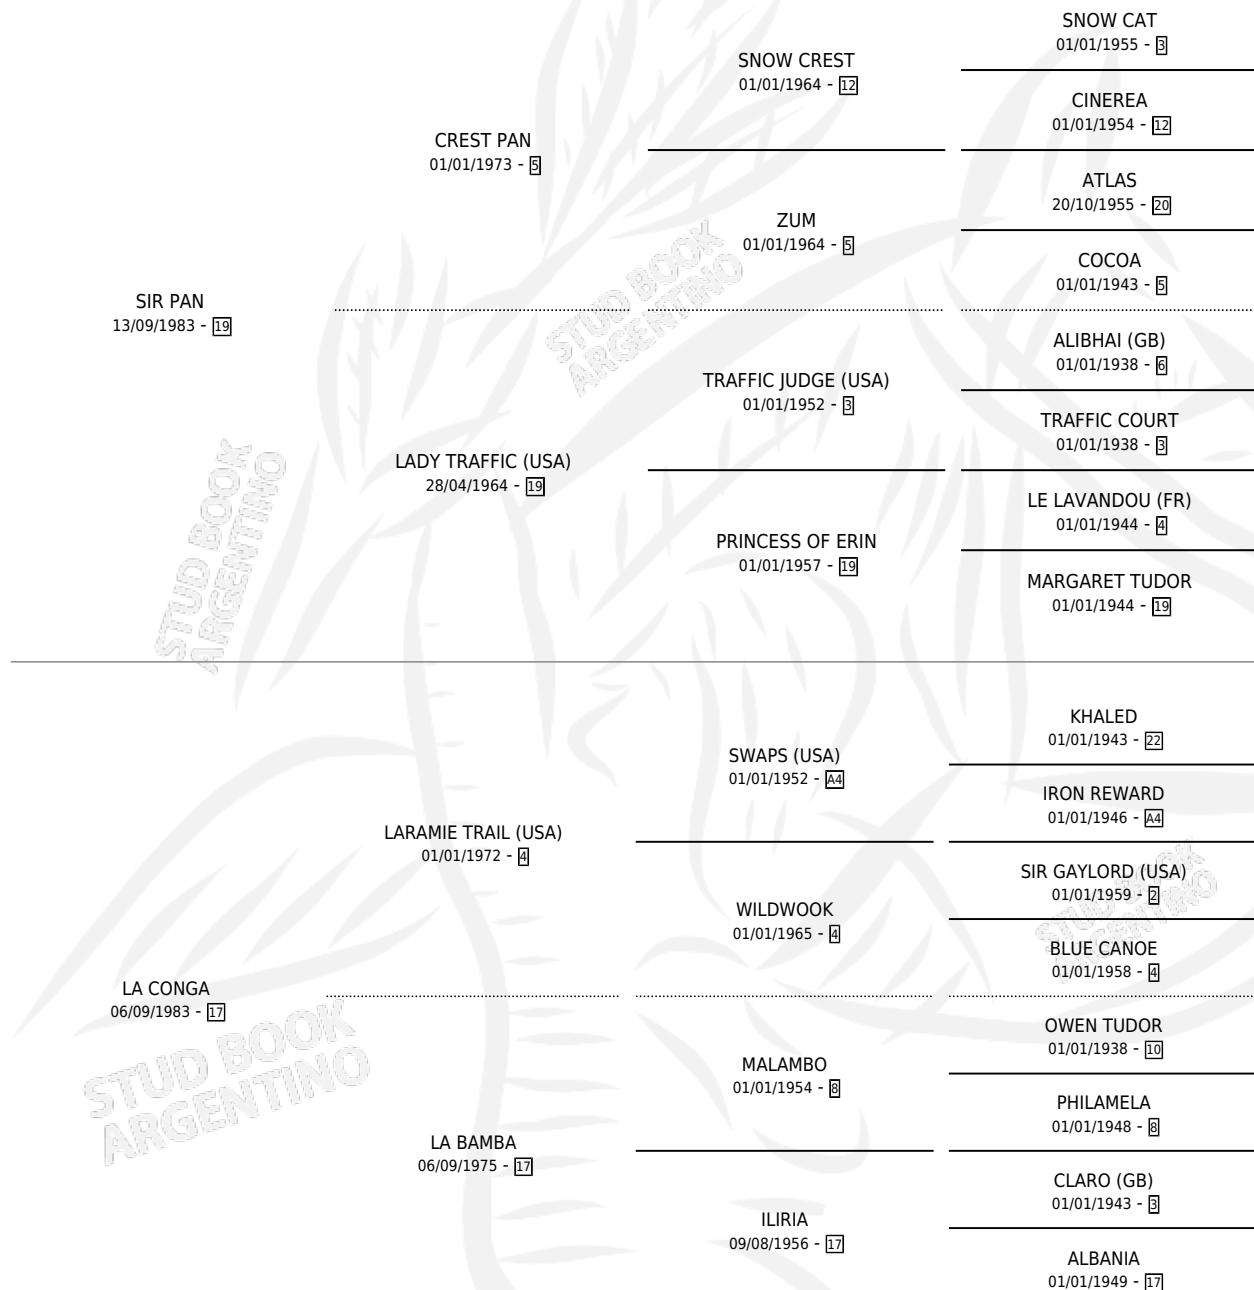 SNOW CAT
01/01/1955 - 3
SNOW CREST
01/01/1964 - 12
CINEREA
01/01/1954 - 12
CREST PAN
01/01/1973 - 5
ATLAS
20/10/1955 - 20
ZUM
01/01/1964 - 5
COCOA
01/01/1943 - 5
SIR PAN
13/09/1983 - 19
ALIBHAI (GB)
01/01/1938 - 6
TRAFFIC JUDGE (USA)
01/01/1952 - 3
TRAFFIC COURT
01/01/1938 - 3
LADY TRAFFIC (USA)
28/04/1964 - 19
LE LAVANDOU (FR)
01/01/1944 - 4
PRINCESS OF ERIN
01/01/1957 - 19
MARGARET TUDOR
01/01/1944 - 19
KHALED
01/01/1943 - 22
SWAPS (USA)
01/01/1952 - A4
IRON REWARD
01/01/1946 - A4
LARAMIE TRAIL (USA)
01/01/1972 - 4
SIR GAYLORD (USA)
01/01/1959 - 2
WILDWOOK
01/01/1965 - 4
BLUE CANOE
01/01/1958 - 4
LA CONGA
06/09/1983 - 17
OWEN TUDOR
01/01/1938 - 10
MALAMBO
01/01/1954 - 8
PHILAMELA
01/01/1948 - 8
LA BAMBA
06/09/1975 - 17
CLARO (GB)
01/01/1943 - 3
ILIRIA
09/08/1956 - 17
ALBANIA
01/01/1949 - 17
STUD BOOK
ARGENTINO
STUD BOOK
ARGENTINO
STUD BOOK
ARGENTINO
STUD BOOK
ARGENTINO